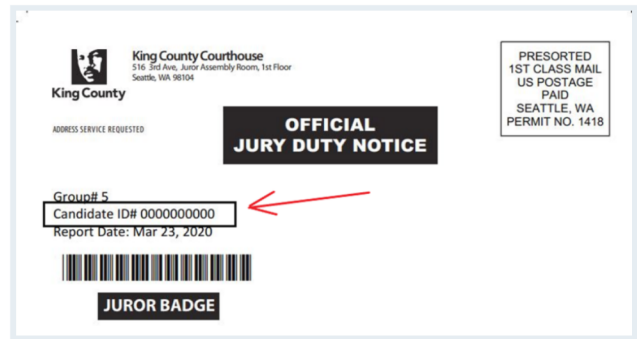 King County Courthouse
516 3rd Ave, Juror Assembly Room, 1st Floor
Seattle, WA 98104
King County
ADDRESS SERVICE REQUESTED
PRESORTED
1ST CLASS MAIL
US POSTAGE
PAID
SEATTLE, WA
PERMIT NO. 1418
OFFICIAL
JURY DUTY NOTICE
Group# 5
Candidate ID# 0000000000
Report Date: Mar 23, 2020
JUROR BADGE